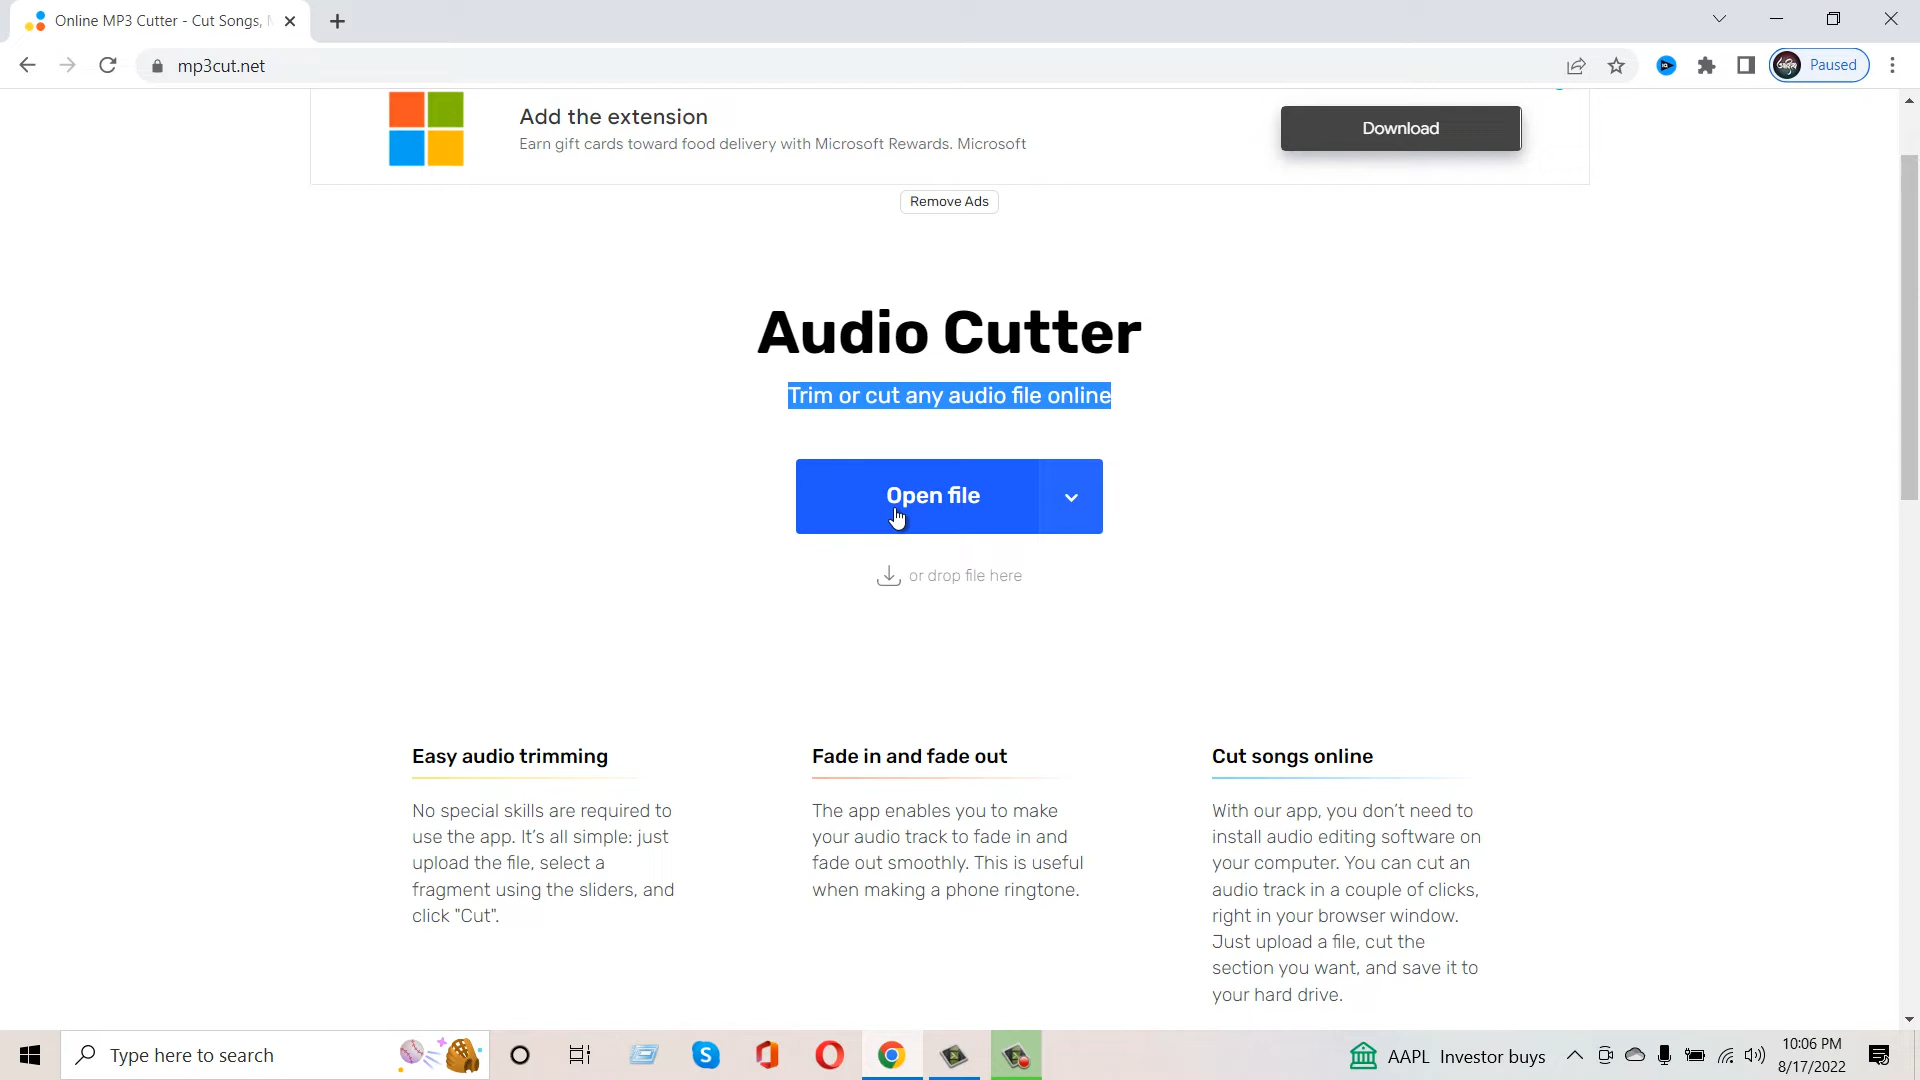 Online MP3 Cutter - Cut Songs,
mp3cut.net
Paused
Add the extension
Earn gift cards toward food delivery with Microsoft Rewards. Microsoft
Download
Remove Ads
Audio Cutter
Trim or cut any audio file online
Open file
or drop file here
Easy audio trimming
No special skills are required to
use the app. It’s all simple: just
upload the file, select a
fragment using the sliders, and
click "Cut".
Fade in and fade out
The app enables you to make
your audio track to fade in and
fade out smoothly. This is useful
when making a phone ringtone.
Cut songs online
With our app, you don’t need to
install audio editing software on
your computer. You can cut an
audio track in a couple of clicks,
right in your browser window.
Just upload a file, cut the
section you want, and save it to
your hard drive.
Type here to search
AAPL Investor buys
10:06 PM
8/17/2022